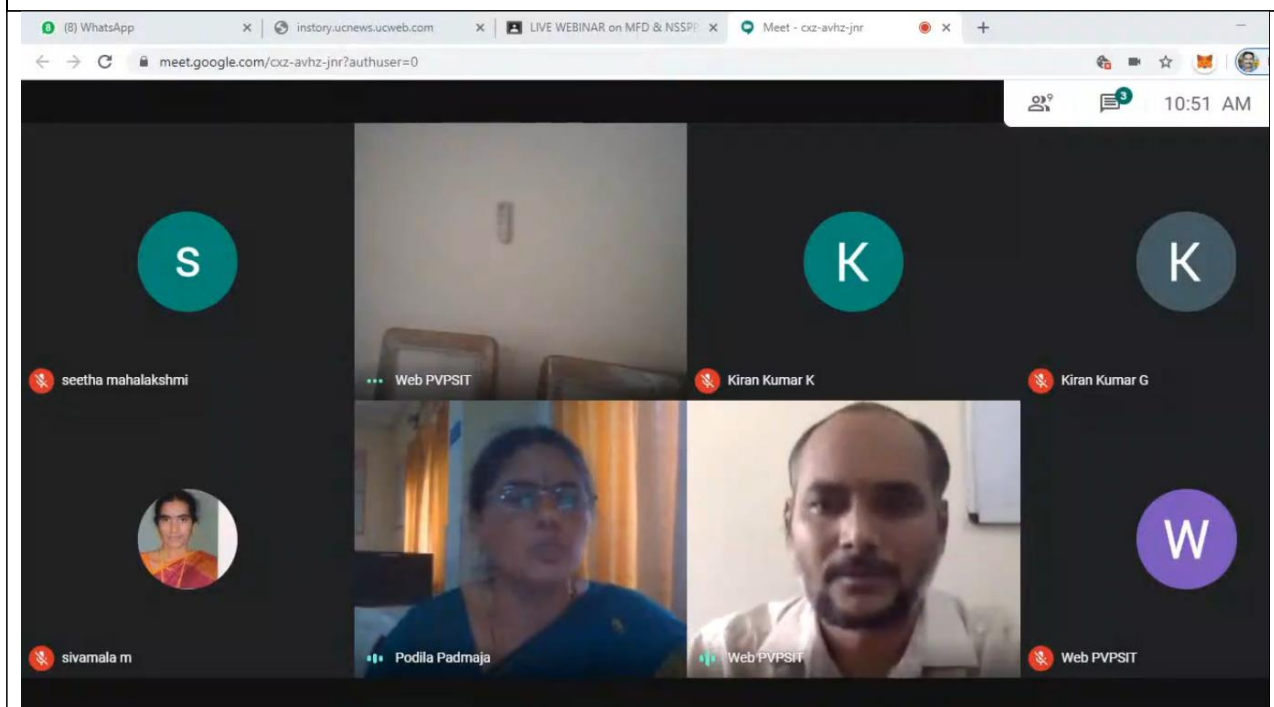 (8) WhatsApp
instory.ucnews.ucweb.com
LIVE WEBINAR on MFD & NSSPP
Meet - cxz-avhz-jnr
meet.google.com/cxz-avhz-jnr?authuser=0
9
3
10:51 AM
S
K
K
seetha mahalakshmi
Web PVPSIT
Kiran Kumar K
Kiran Kumar G
W
sivamala m
Podila Padmaja
Web PVPSIT
Web PVPSIT